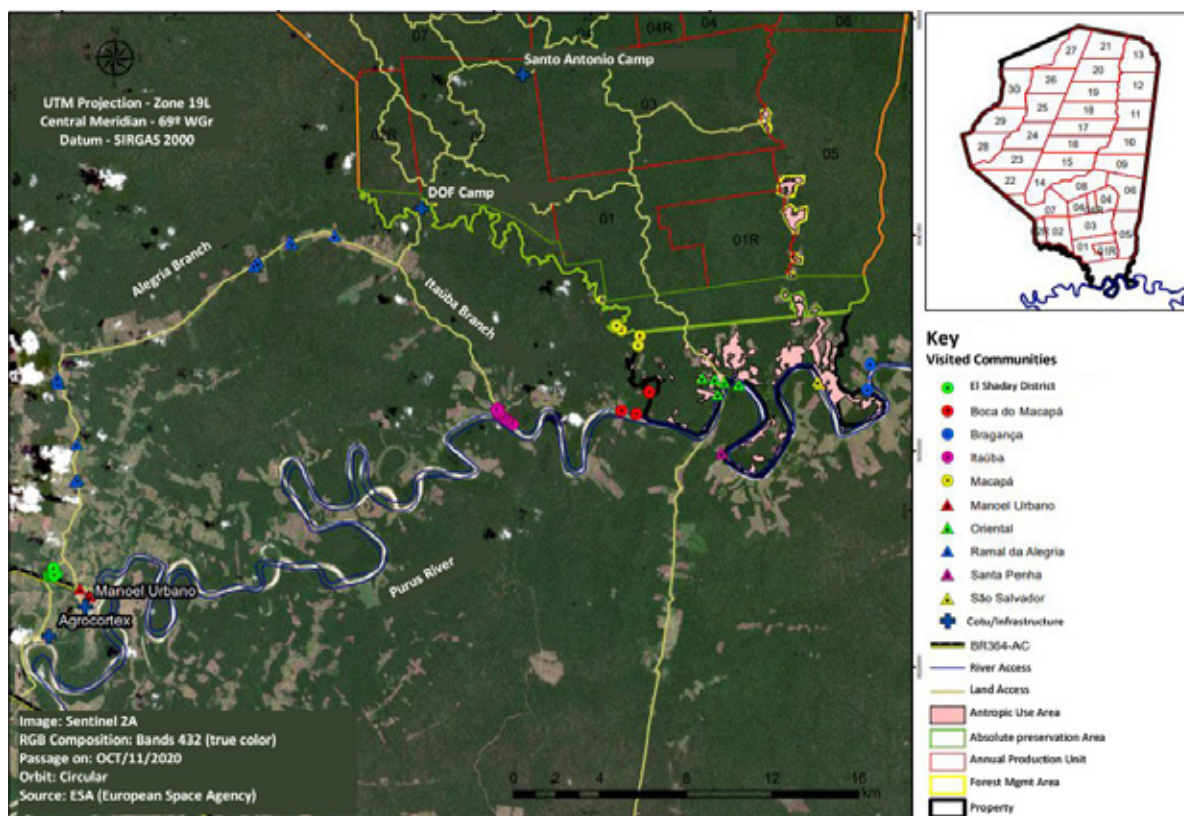 07
04R
04
06
Santo Antonio Camp
UTM Projection - Zone 19L
Central Meridian - 69º WGr
Datum - SIRGAS 2000
03
02R
02
05
DOF Camp
01
01R
Alegria Branch
Itaúba Branch
Purus River
Manoel Urbano
Agrocortex
Image: Sentinel 2A
RGB Composition: Bands 432 (true color)
Passage on: OCT/11/2020
Orbit: Circular
Source: ESA (European Space Agency)
0 2 4 8 12 16
km
27
21
13
26
20
12
30
19
25
18
11
29
17
24
10
28
16
23
15
09
22
14
08
06
07
04
02
03
05
01
01R
Key
Visited Communities
El Shaday District
Boca do Macapá
Bragança
Itaúba
Macapá
Manoel Urbano
Oriental
Ramal da Alegria
Santa Penha
São Salvador
Cotu/Infrastructure
BR364-AC
River Access
Land Access
Antropic Use Area
Absolute preservation Area
Annual Production Unit
Forest Mgmt Area
Property